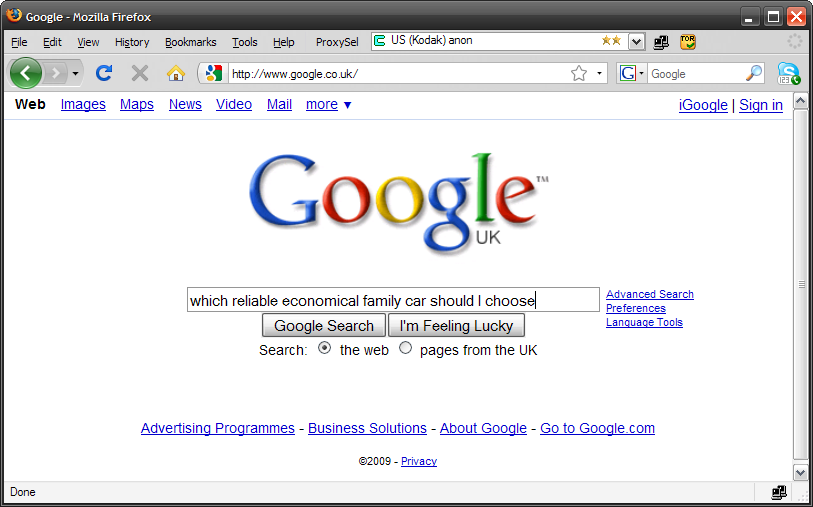 Google - Mozilla Firefox
File Edit View History Bookmarks Tools Help ProxySel US (Kodak) anon TOR
http://www.google.co.uk/ G Google 123
Web Images Maps News Video Mail more ▼ iGoogle | Sign in
Google™
UK
which reliable economical family car should I choose
Advanced Search
Preferences
Language Tools
Google Search I'm Feeling Lucky
Search: the web pages from the UK
Advertising Programmes - Business Solutions - About Google - Go to Google.com
©2009 - Privacy
Done